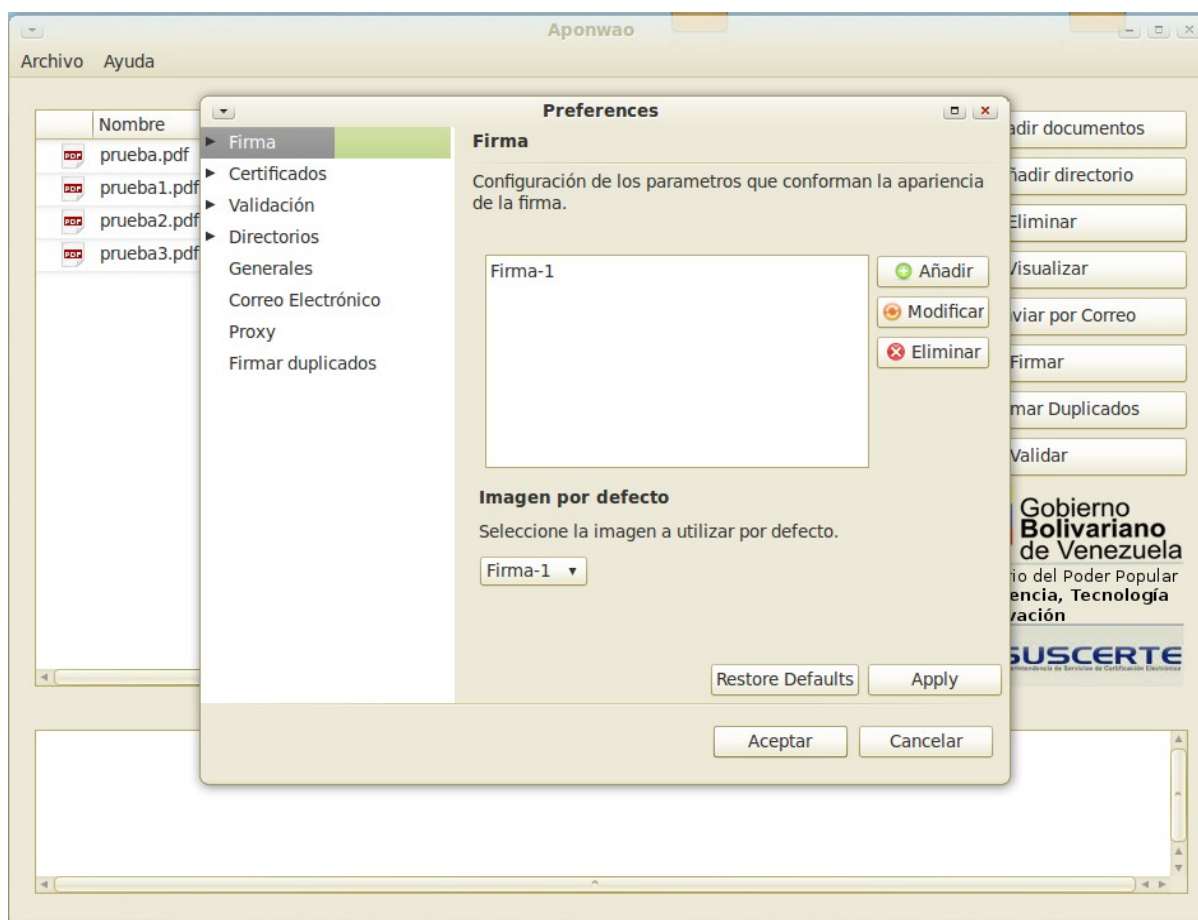 Aponwao
Archivo Ayuda
Nombre
prueba.pdf
prueba1.pdf
prueba2.pdf
prueba3.pdf
Preferences
Firma
Certificados
Validación
Directorios
Generales
Correo Electrónico
Proxy
Firmar duplicados
Firma
Configuración de los parametros que conforman la apariencia
de la firma.
Firma-1
Añadir
Modificar
Eliminar
Imagen por defecto
Seleccione la imagen a utilizar por defecto.
Firma-1
Restore Defaults Apply
Aceptar Cancelar
adir documentos
ñadir directorio
Eliminar
Visualizar
viar por Correo
Firmar
mar Duplicados
Validar
Gobierno
Bolivariano
de Venezuela
io del Poder Popular
encia, Tecnología
vación
SUSCERTE